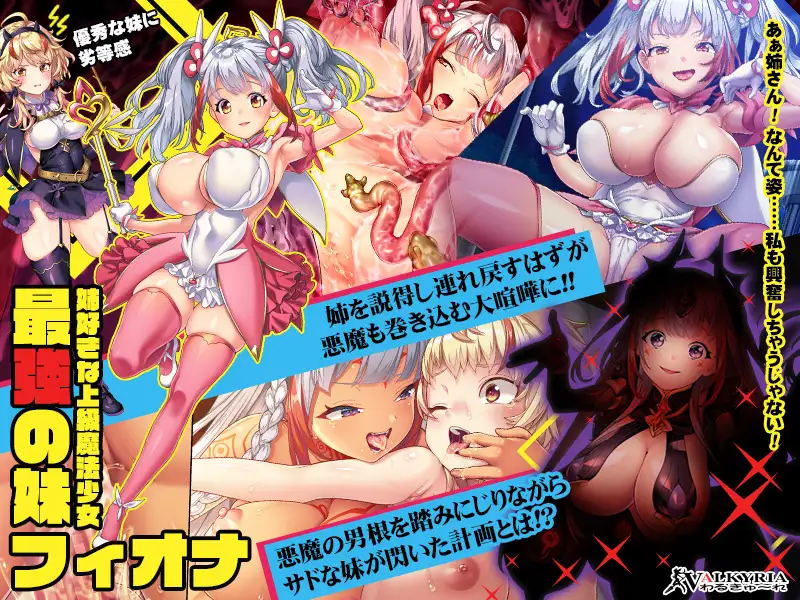 優秀な妹に
劣等感
あぁ姉さん!なんて姿……私も興奮しちゃうじゃない!
姉を説得し連れ戻すはずが
悪魔も巻き込む大喧嘩に!!
姉好きな上級魔法少女
最強の妹
フィオナ
悪魔の男根を踏みにじりながら
サドな妹が閃いた計画とは!?
VALKYRIA
わるきゅ〜れ